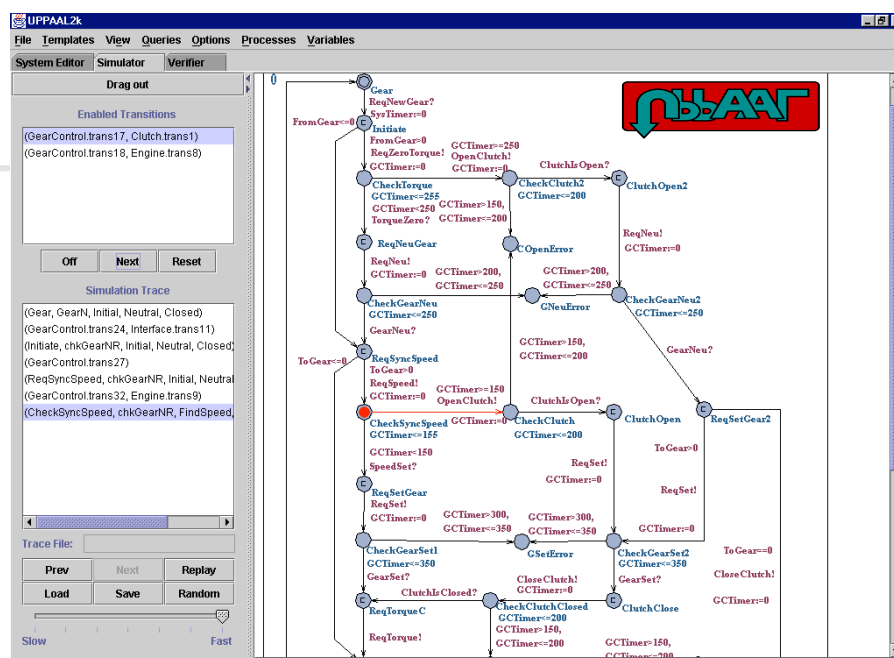 UPPAAL2k
File Templates View Queries Options Processes Variables
System Editor Simulator Verifier
Drag out
Enabled Transitions
(GearControl.trans17, Clutch.trans1)
(GearControl.trans18, Engine.trans8)
Off Next Reset
Simulation Trace
(Gear, GearN, Initial, Neutral, Closed)
(GearControl.trans24, Interface.trans11)
(Initiate, chkGearNR, Initial, Neutral, Closed)
(GearControl.trans27)
(ReqSyncSpeed, chkGearNR, Initial, Neutral
(GearControl.trans32, Engine.trans9)
(CheckSyncSpeed, chkGearNR, FindSpeed,
Trace File:
Prev Next Replay
Load Save Random
Slow Fast
0
UPPAAL
Gear
ReqNewGear?
SysTimer:=0
FromGear<=0
Initiate
FromGear>0
ReqZeroTorque!
GCTimer:=0
GCTimer>=250
OpenClutch!
GCTimer:=0
ClutchIsOpen?
CheckTorque
GCTimer<=255
GCTimer<250
TorqueZero?
CheckClutch2
GCTimer<=200
ClutchOpen2
GCTimer>150,
GCTimer<=200
ReqNeuGear
COpenError
ReqNeu!
GCTimer:=0
ReqNeu!
GCTimer:=0
GCTimer>200,
GCTimer<=250
GCTimer>200,
GCTimer<=250
CheckGearNeu
GCTimer<=250
GNeuError
CheckGearNeu2
GCTimer<=250
GearNeu?
GCTimer>150,
GCTimer<=200
GearNeu?
ToGear<=0
ReqSyncSpeed
ToGear>0
ReqSpeed!
GCTimer:=0
GCTimer>=150
OpenClutch!
GCTimer:=0
ClutchIsOpen?
CheckSyncSpeed
GCTimer<=155
CheckClutch
GCTimer<=200
ClutchOpen
ReqSetGear2
GCTimer<150
SpeedSet?
ReqSet!
GCTimer:=0
ToGear>0
ReqSet!
GCTimer:=0
ReqSetGear
ReqSet!
GCTimer:=0
GCTimer>300,
GCTimer<=350
GCTimer>300,
GCTimer<=350
CheckGearSet1
GCTimer<=350
GSetError
CheckGearSet2
GCTimer<=350
ToGear==0
CloseClutch!
GCTimer:=0
GearSet?
ClutchIsClosed?
CloseClutch!
GCTimer:=0
GearSet?
ReqTorqueC
CheckClutchClosed
GCTimer<=200
ClutchClose
ReqTorque!
GCTimer>150,
GCTimer<=200
GCTimer>150,
GCTimer<=200